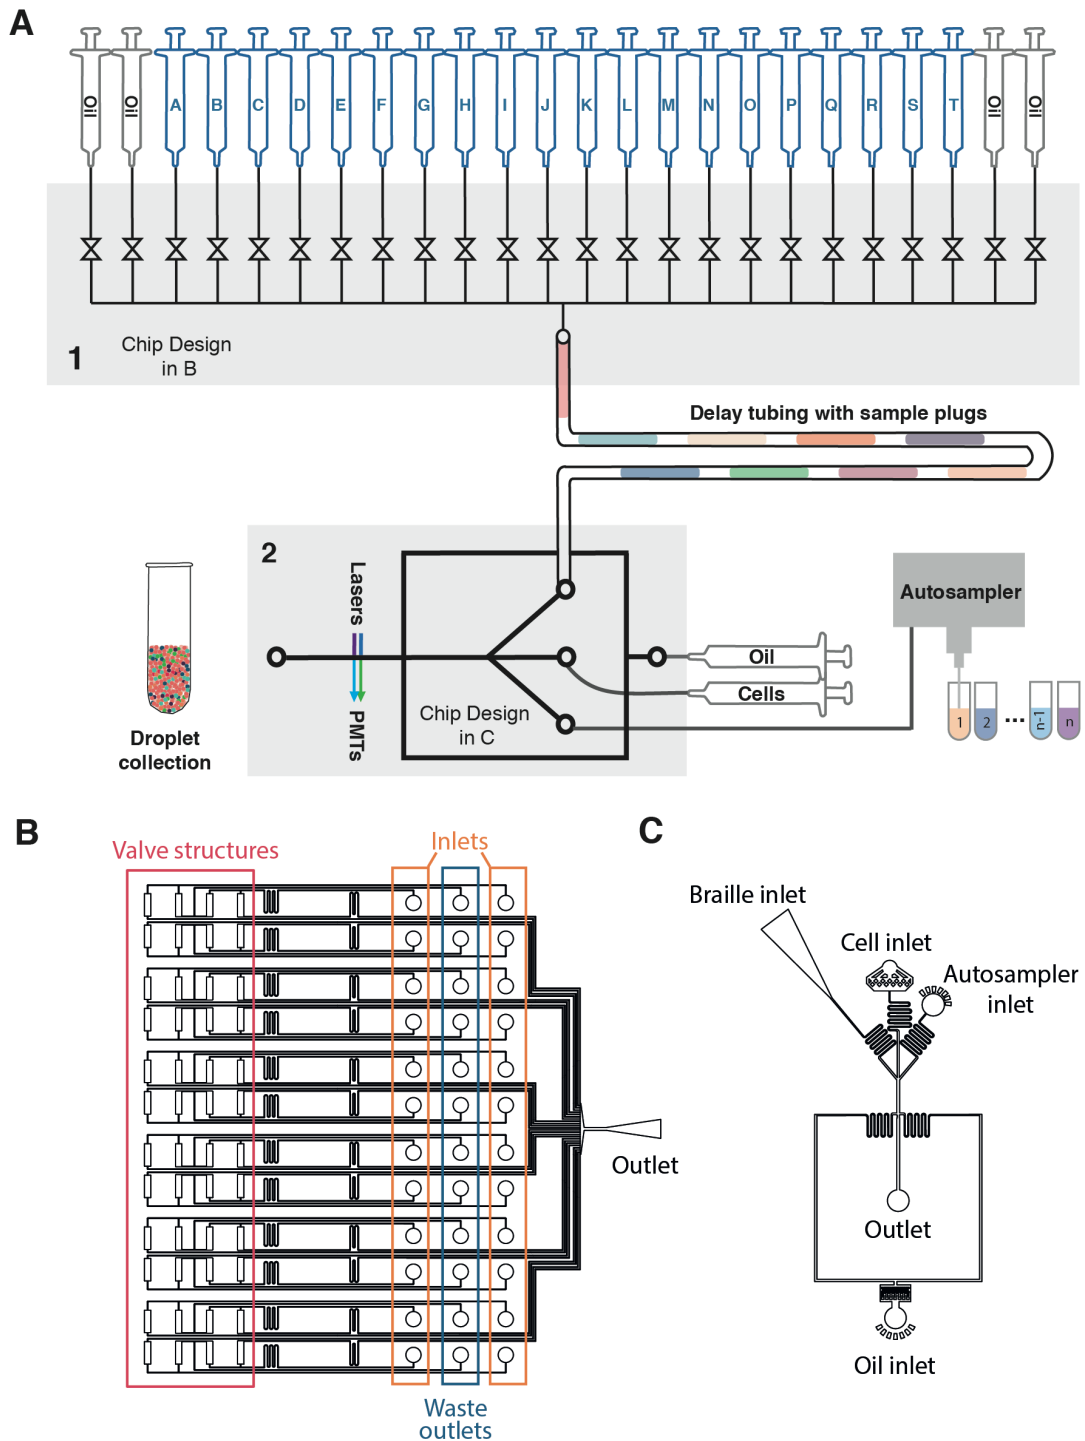 A
Oil
Oil
A
B
C
D
E
F
G
H
I
J
K
L
M
N
O
P
Q
R
S
T
Oil
Oil
1
Chip Design
in B
Delay tubing with sample plugs
2
Lasers
PMTs
Chip Design
in C
Oil
Cells
Autosampler
1
2
...
n-1
n
Droplet
collection
B
Valve structures
Inlets
Outlet
Waste
outlets
C
Braille inlet
Cell inlet
Autosampler
inlet
Outlet
Oil inlet